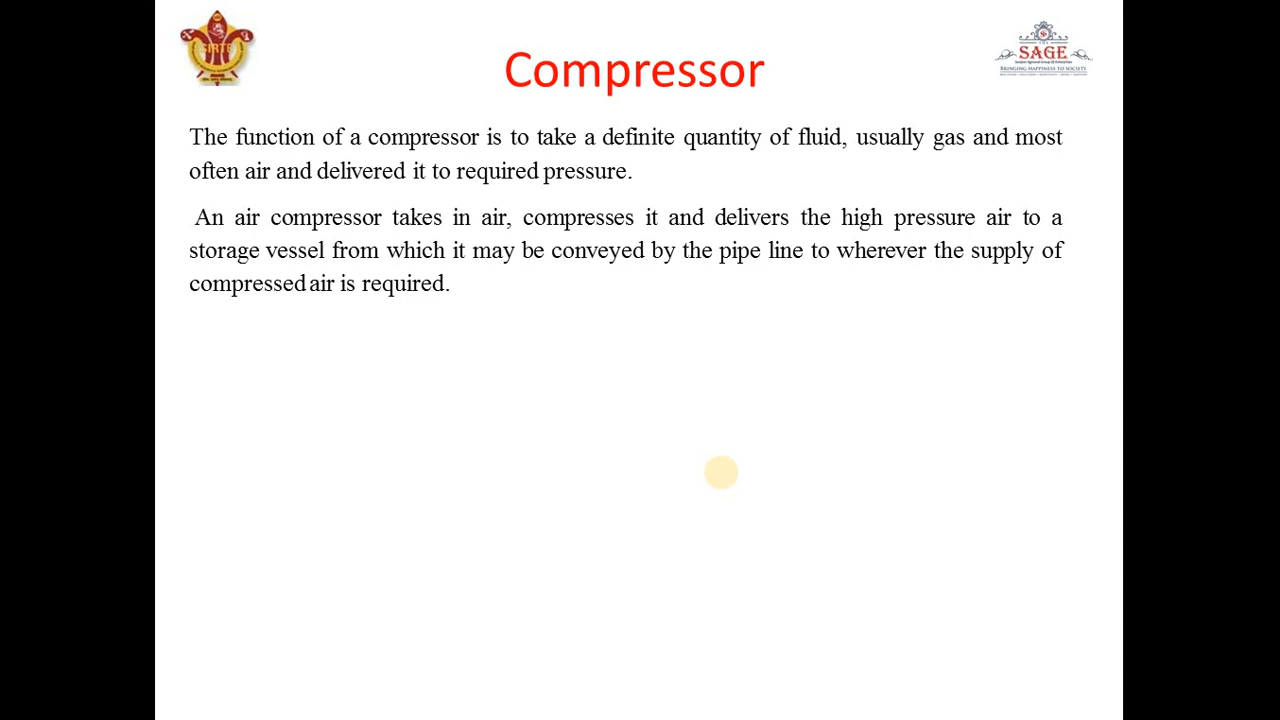 SIRTE
SAGE
BRINGING HAPPINESS TO SOCIETY
Compressor
The function of a compressor is to take a definite quantity of fluid, usually gas and most
often air and delivered it to required pressure.
An air compressor takes in air, compresses it and delivers the high pressure air to a
storage vessel from which it may be conveyed by the pipe line to wherever the supply of
compressed air is required.